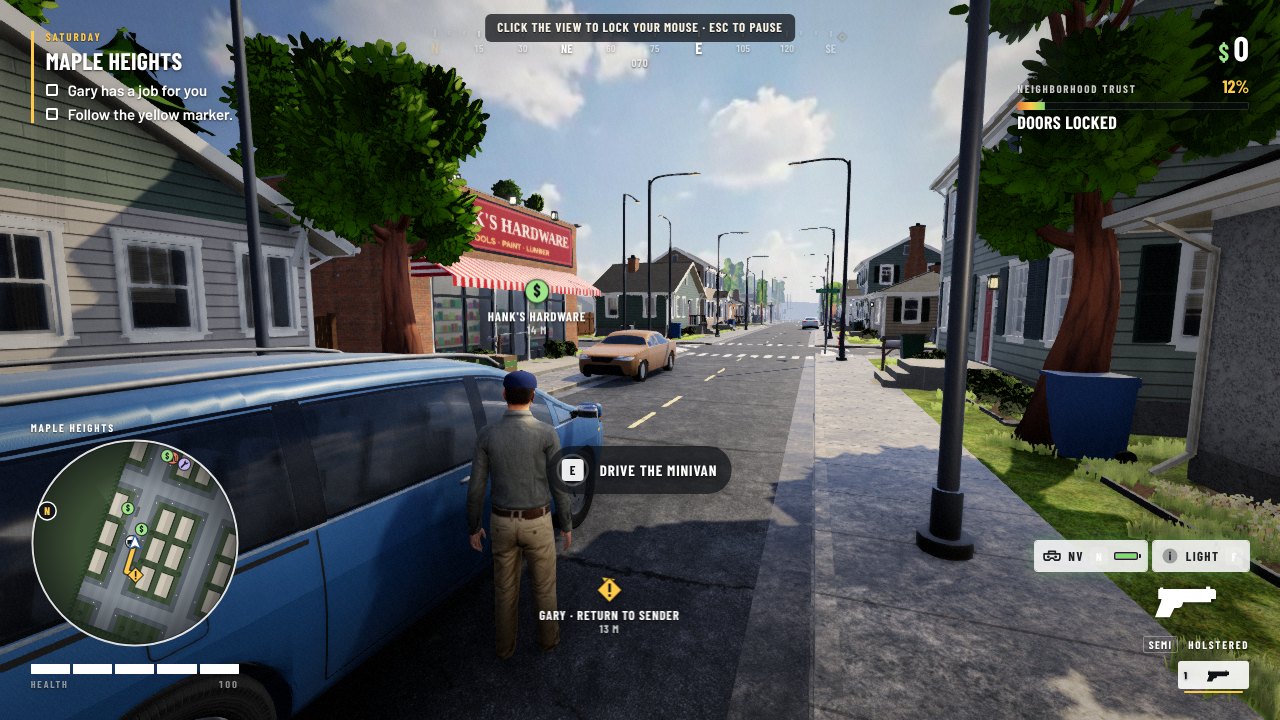 CLICK THE VIEW TO LOCK YOUR MOUSE · ESC TO PAUSE
N 15 30 NE 60 75 E 105 120 SE
070
SATURDAY
MAPLE HEIGHTS
Gary has a job for you
Follow the yellow marker.
$0
NEIGHBORHOOD TRUST 12%
DOORS LOCKED
K'S HARDWARE
OOLS · PAINT · LUMBER
$
HANK'S HARDWARE
14 M
E DRIVE THE MINIVAN
MAPLE HEIGHTS
N
$
$
$
!
HEALTH 100
!
GARY · RETURN TO SENDER
13 M
NV N
LIGHT
SEMI HOLSTERED
1